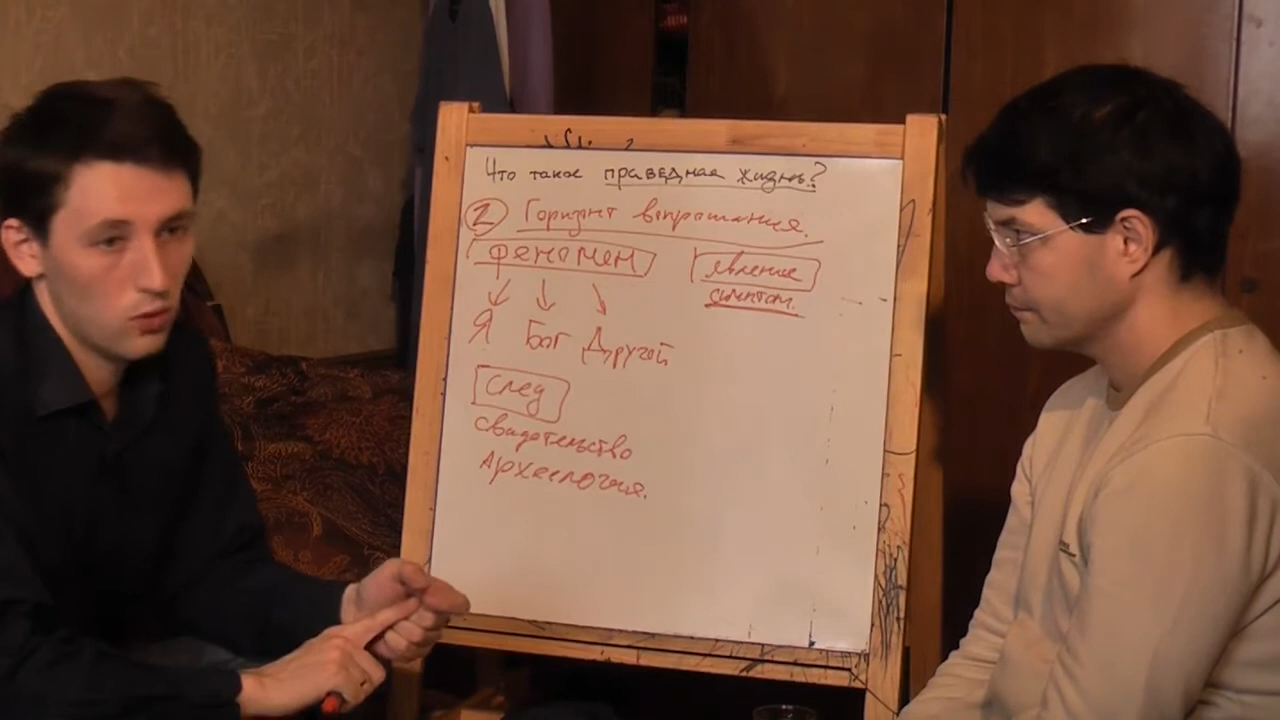 Что такое праведная жизнь?
2 Горизонт вопрошания.
феномен явление
симптом.
Я Бог Другой
След
свидетельство
Археология.